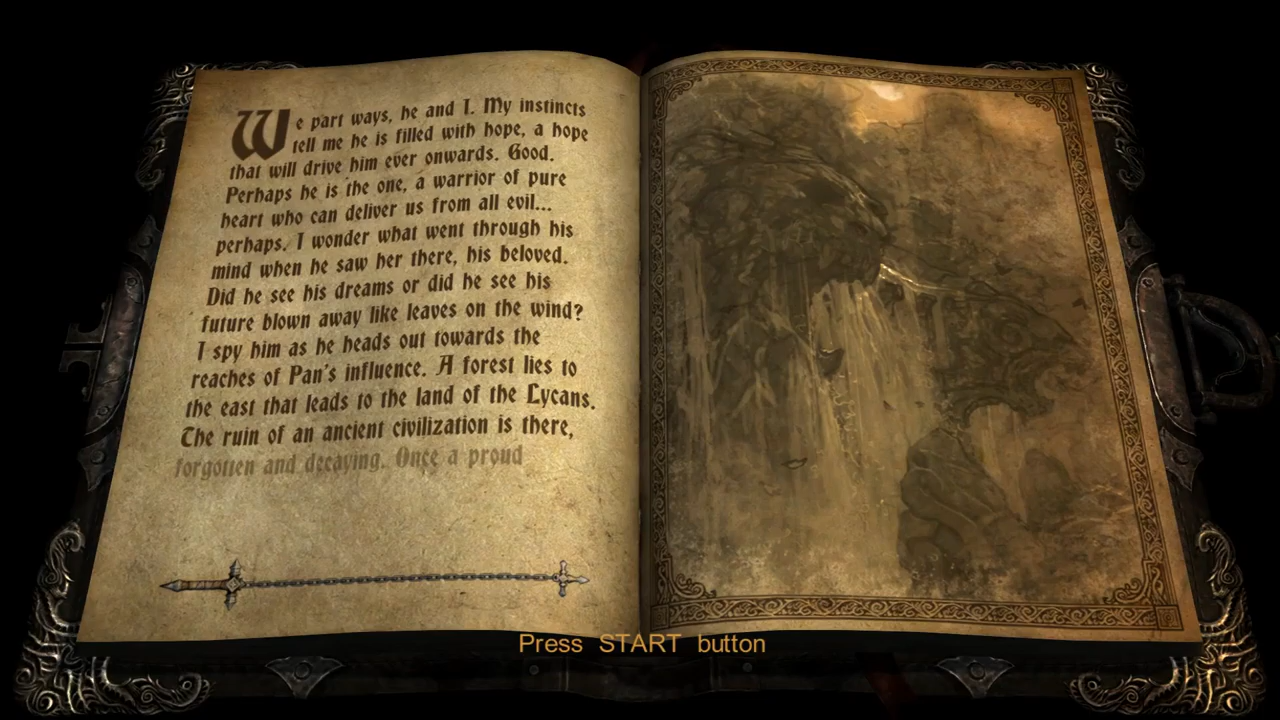 We part ways, he and I. My instincts
tell me he is filled with hope, a hope
that will drive him ever onwards. Good.
Perhaps he is the one, a warrior of pure
heart who can deliver us from all evil...
perhaps. I wonder what went through his
mind when he saw her there, his beloved.
Did he see his dreams or did he see his
future blown away like leaves on the wind?
I spy him as he heads out towards the
reaches of Pan's influence. A forest lies to
the east that leads to the land of the Lycans.
The ruin of an ancient civilization is there,
forgotten and decaying. Once a proud
Press START button